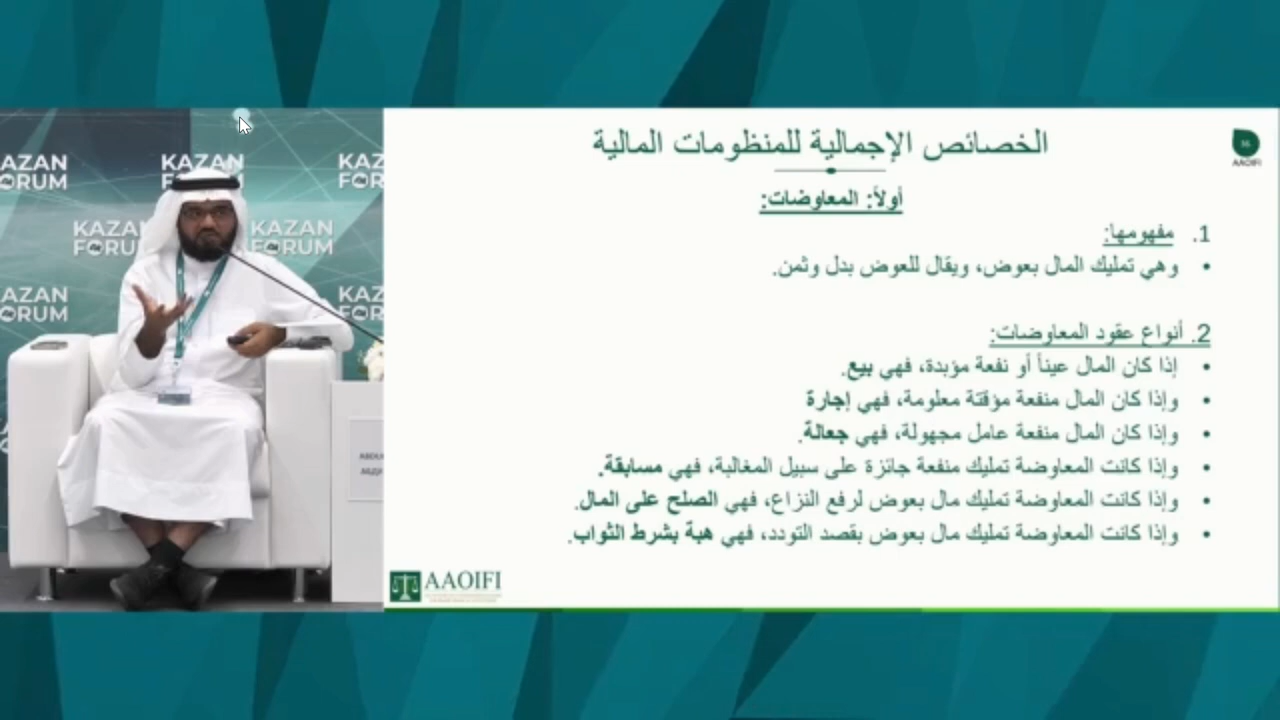 KAZAN
FORUM
KAZAN
FORUM
KAZAN
FORUM
KAZAN
FORUM
KAZAN
FORUM
الخصائص الإجمالية للمنظومات المالية
AAOIFI
أولاً: المعاوضات:
1. مفهومها:
• وهي تمليك المال بعوض، ويقال للعوض بدل وثمن.
2. أنواع عقود المعاوضات:
• إذا كان المال عيناً أو نفعة مؤبدة، فهي بيع.
• وإذا كان المال منفعة مؤقتة معلومة، فهي إجارة
• وإذا كان المال منفعة عامل مجهولة، فهي جعالة.
• وإذا كانت المعاوضة تمليك منفعة جائزة على سبيل المغالبة، فهي مسابقة.
• وإذا كانت المعاوضة تمليك مال بعوض لرفع النزاع، فهي الصلح على المال.
• وإذا كانت المعاوضة تمليك مال بعوض بقصد التودد، فهي هبة بشرط الثواب.
AAOIFI